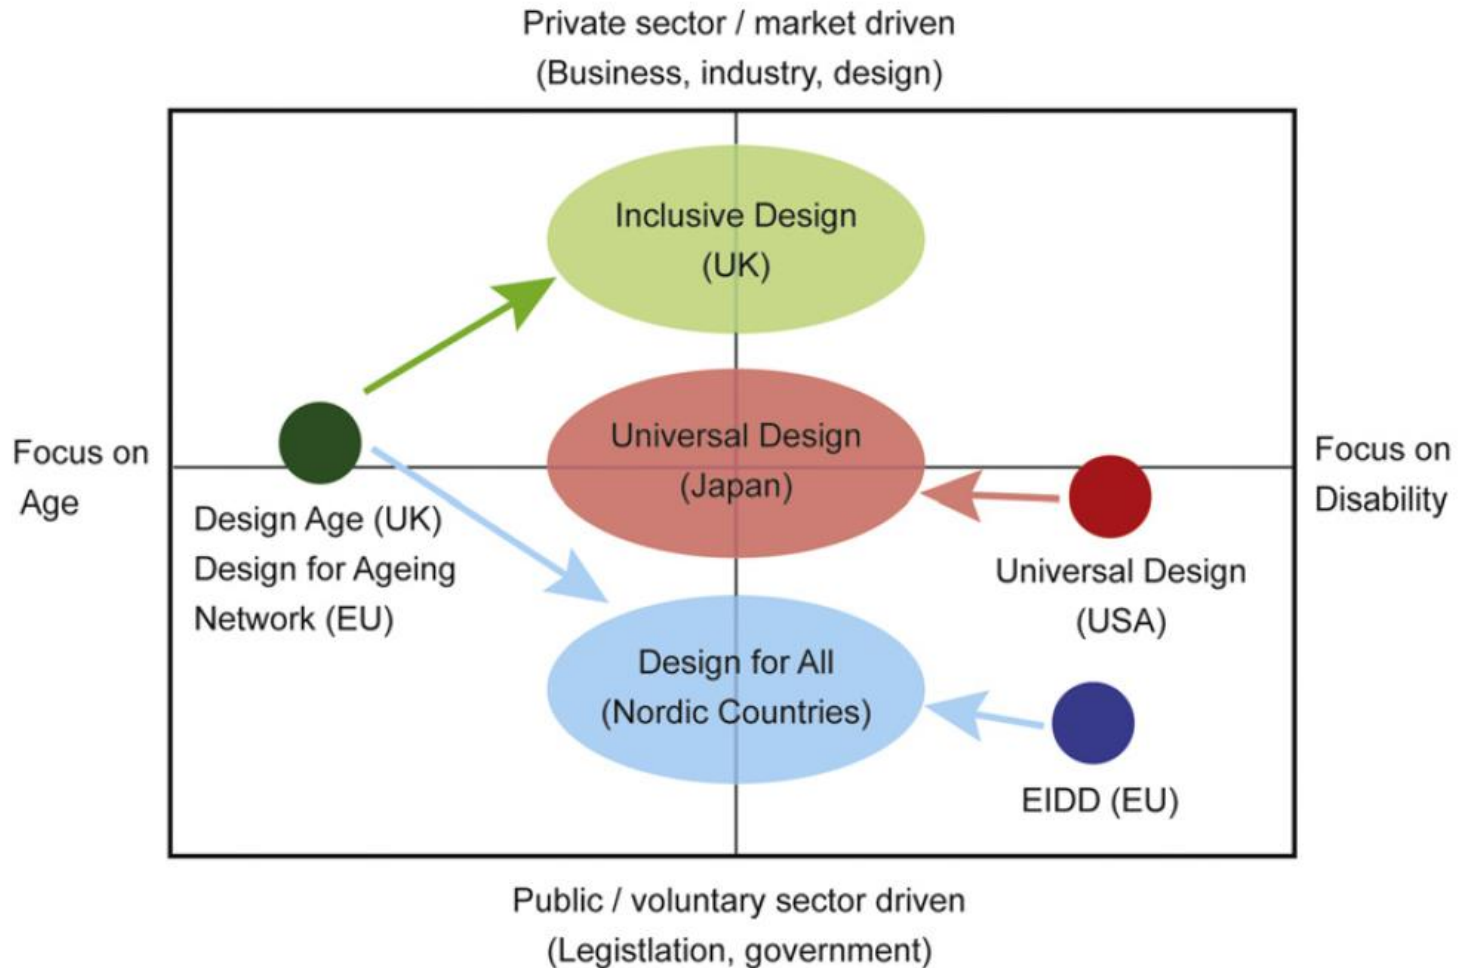 Private sector / market driven
(Business, industry, design)
Inclusive Design
(UK)
Focus on
Age
Universal Design
(Japan)
Focus on
Disability
Design Age (UK)
Design for Ageing
Network (EU)
Universal Design
(USA)
Design for All
(Nordic Countries)
EIDD (EU)
Public / voluntary sector driven
(Legistlation, government)